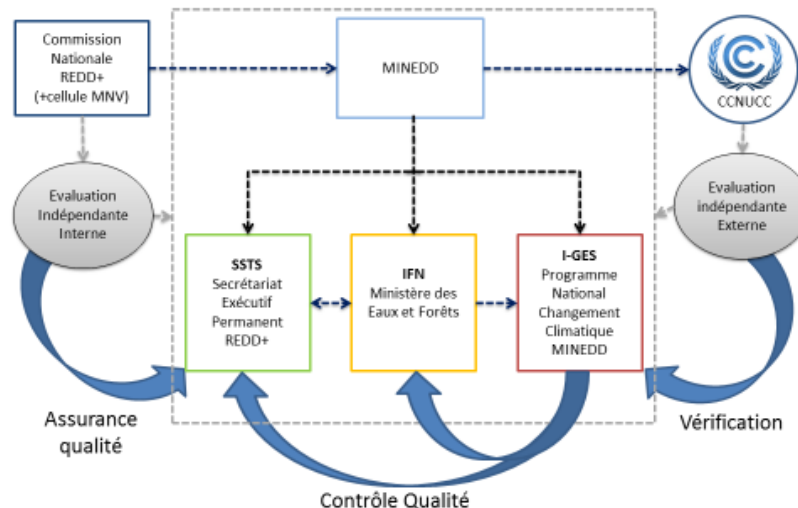 Commission
Nationale
REDD+
(+cellule MNV)
MINEDD
CCNUCC
Evaluation
Indépendante
Interne
Evaluation
indépendante
Externe
SSTS
Secrétariat
Exécutif
Permanent
REDD+
IFN
Ministère des
Eaux et Forêts
I-GES
Programme
National
Changement
Climatique
MINEDD
Assurance
qualité
Vérification
Contrôle Qualité